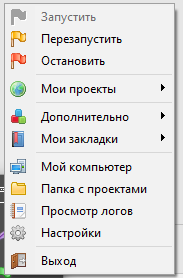 Запустить
Перезапустить
Остановить
Мои проекты
Дополнительно
Мои закладки
Мой компьютер
Папка с проектами
Просмотр логов
Настройки
Выход